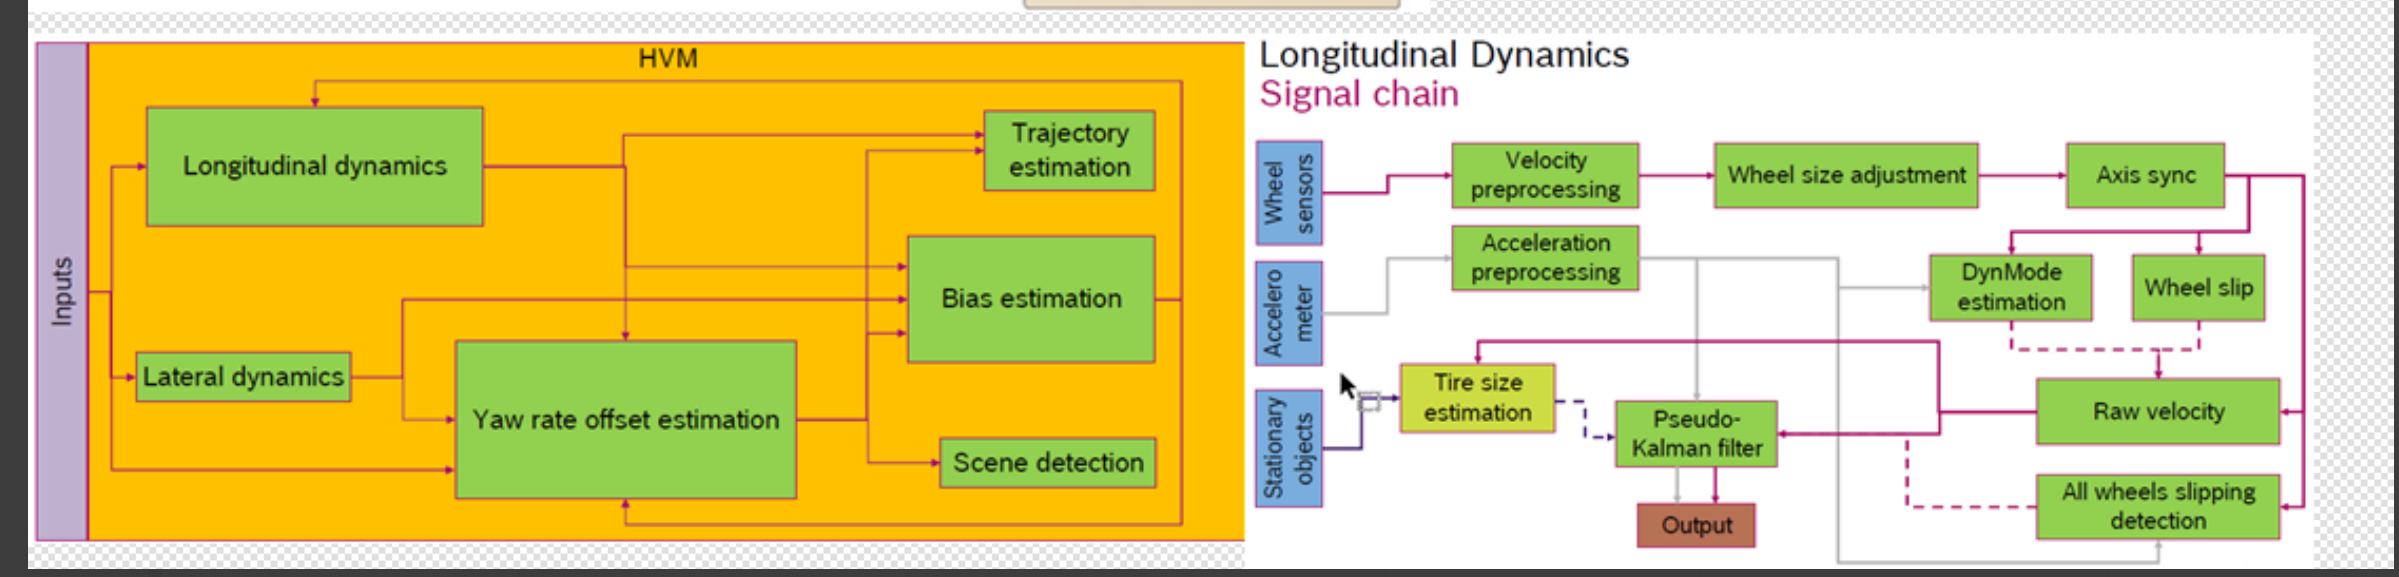 HVM
Inputs
Longitudinal dynamics
Trajectory
estimation
Bias estimation
Lateral dynamics
Yaw rate offset estimation
Scene detection
Longitudinal Dynamics
Signal chain
Wheel
sensors
Velocity
preprocessing
Wheel size adjustment
Axis sync
Accelero
meter
Acceleration
preprocessing
DynMode
estimation
Wheel slip
Stationary
objects
Tire size
estimation
Pseudo-
Kalman filter
Raw velocity
All wheels slipping
detection
Output